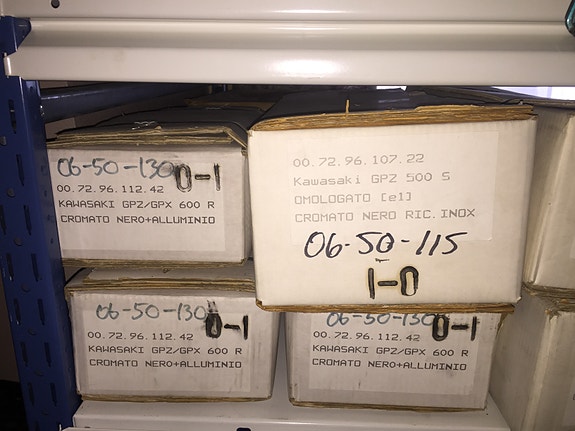 06-50-130
0-1
00.72.96.112.42
KAWASAKI GPZ/GPX 600 R
CROMATO NERO+ALLUMINIO
00.72.96.107.22
Kawasaki GPZ 500 S
OMOLOGATO [e1]
CROMATO NERO RIC.INOX
06-50-115
1-0
06-50-130
0-1
00.72.96.112.42
KAWASAKI GPZ/GPX 600 R
CROMATO NERO+ALLUMINIO
06-50-130
0-1
00.72.96.112.42
KAWASAKI GPZ/GPX 600 R
CROMATO NERO+ALLUMINIO